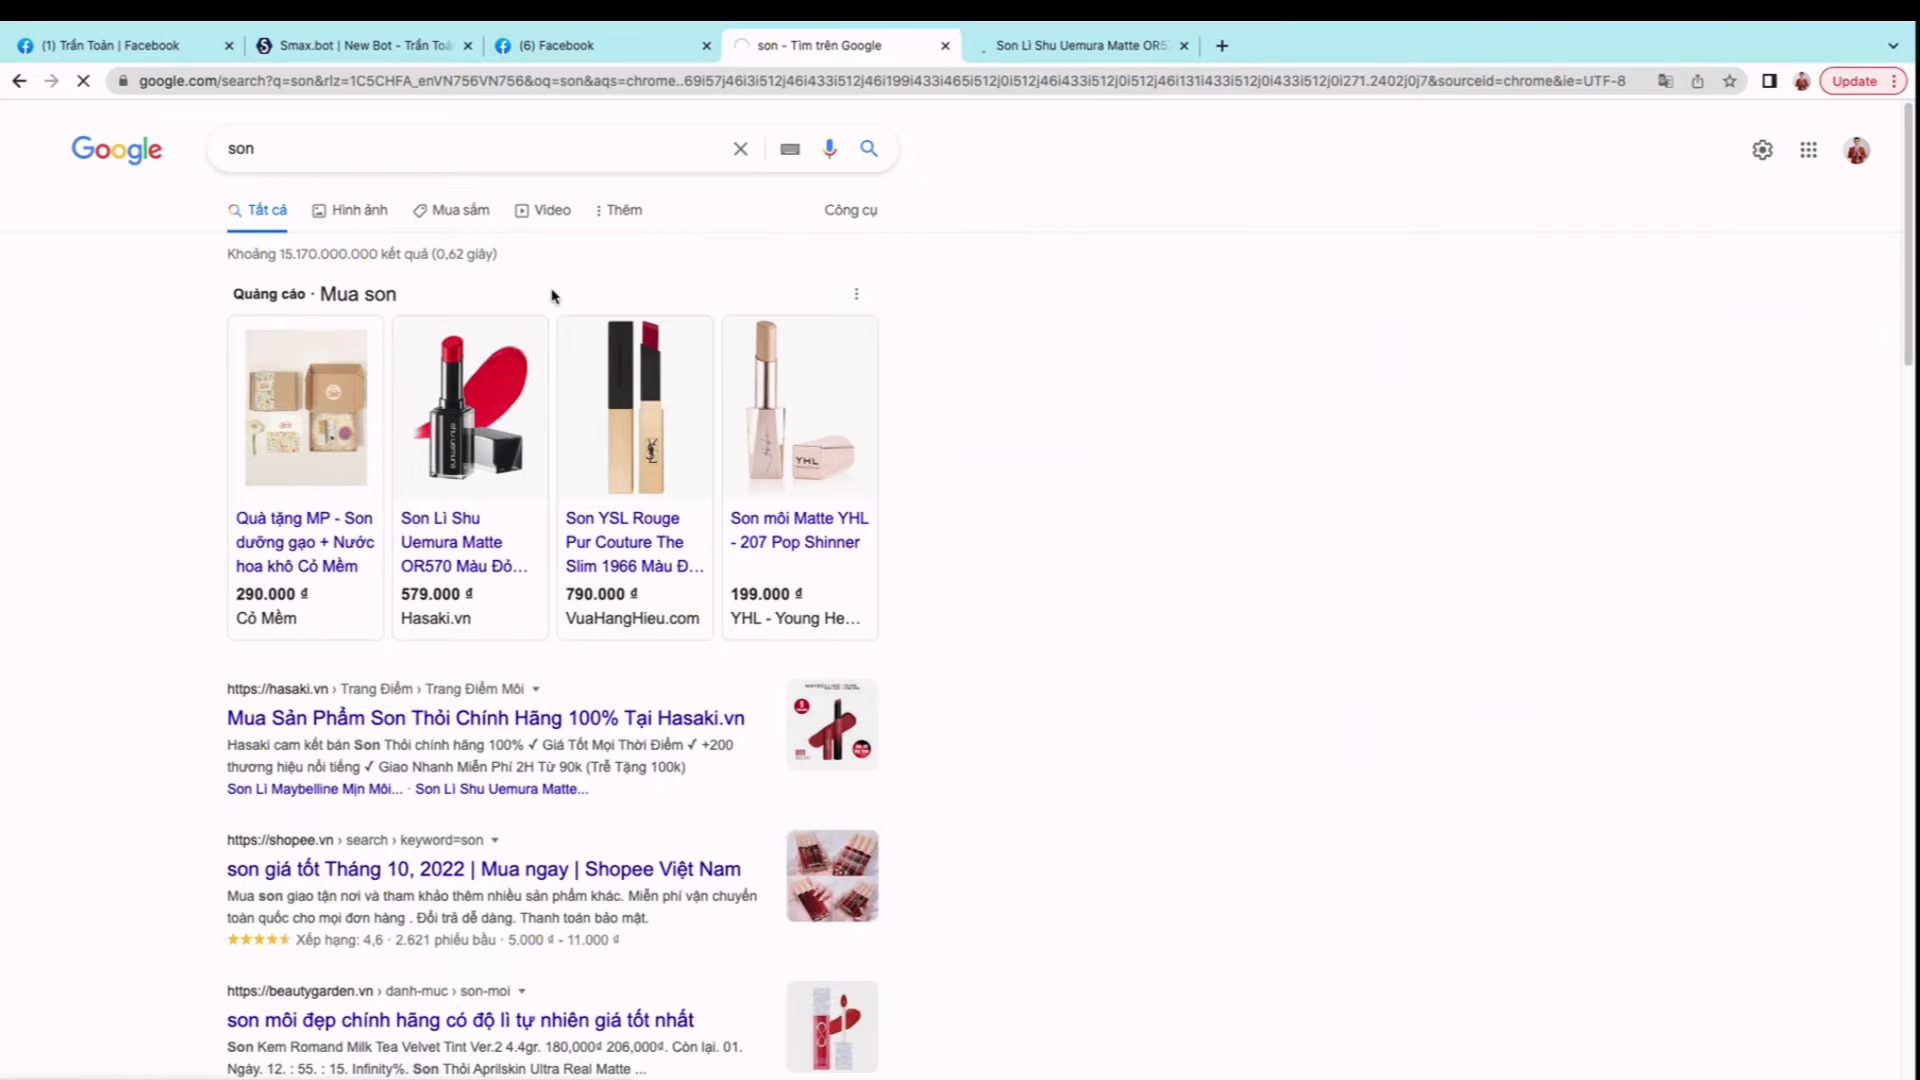 (1) Trần Toản | Facebook
Smax.bot | New Bot - Trần Toả
(6) Facebook
son - Tìm trên Google
Son Lì Shu Uemura Matte OR57
google.com/search?q=son&rlz=1C5CHFA_enVN756VN756&oq=son&aqs=chrome..69i57j46i3i512j46i433i512j46i199i433i465i512j0i512j46i433i512j0i512j46i131i433i512j0i433i512j0i271.2402j0j7&sourceid=chrome&ie=UTF-8
Update
Google
son
Tất cả
Hình ảnh
Mua sắm
Video
Thêm
Công cụ
Khoảng 15.170.000.000 kết quả (0,62 giây)
Quảng cáo · Mua son
shu uemura
YHL
Quà tặng MP - Son
dưỡng gạo + Nước
hoa khô Cỏ Mềm
290.000 ₫
Cỏ Mềm
Son Lì Shu
Uemura Matte
OR570 Màu Đỏ...
579.000 ₫
Hasaki.vn
Son YSL Rouge
Pur Couture The
Slim 1966 Màu Đ...
790.000 ₫
VuaHangHieu.com
Son môi Matte YHL
- 207 Pop Shinner
199.000 ₫
YHL - Young He...
https://hasaki.vn › Trang Điểm › Trang Điểm Môi
Mua Sản Phẩm Son Thỏi Chính Hãng 100% Tại Hasaki.vn
Hasaki cam kết bán Son Thỏi chính hãng 100% ✓ Giá Tốt Mọi Thời Điểm ✓ +200
thương hiệu nổi tiếng ✓ Giao Nhanh Miễn Phí 2H Từ 90k (Trễ Tặng 100k)
Son Lì Maybelline Mịn Môi... · Son Lì Shu Uemura Matte...
https://shopee.vn › search › keyword=son
son giá tốt Tháng 10, 2022 | Mua ngay | Shopee Việt Nam
Mua son giao tận nơi và tham khảo thêm nhiều sản phẩm khác. Miễn phí vận chuyển
toàn quốc cho mọi đơn hàng . Đổi trả dễ dàng. Thanh toán bảo mật.
Xếp hạng: 4,6 · 2.621 phiếu bầu · 5.000 ₫ - 11.000 ₫
https://beautygarden.vn › danh-muc › son-moi
son môi đẹp chính hãng có độ lì tự nhiên giá tốt nhất
Son Kem Romand Milk Tea Velvet Tint Ver.2 4.4gr. 180,000₫ 206,000₫. Còn lại. 01.
Ngày. 12. : 55. : 15. Infinity%. Son Thỏi Aprilskin Ultra Real Matte ...